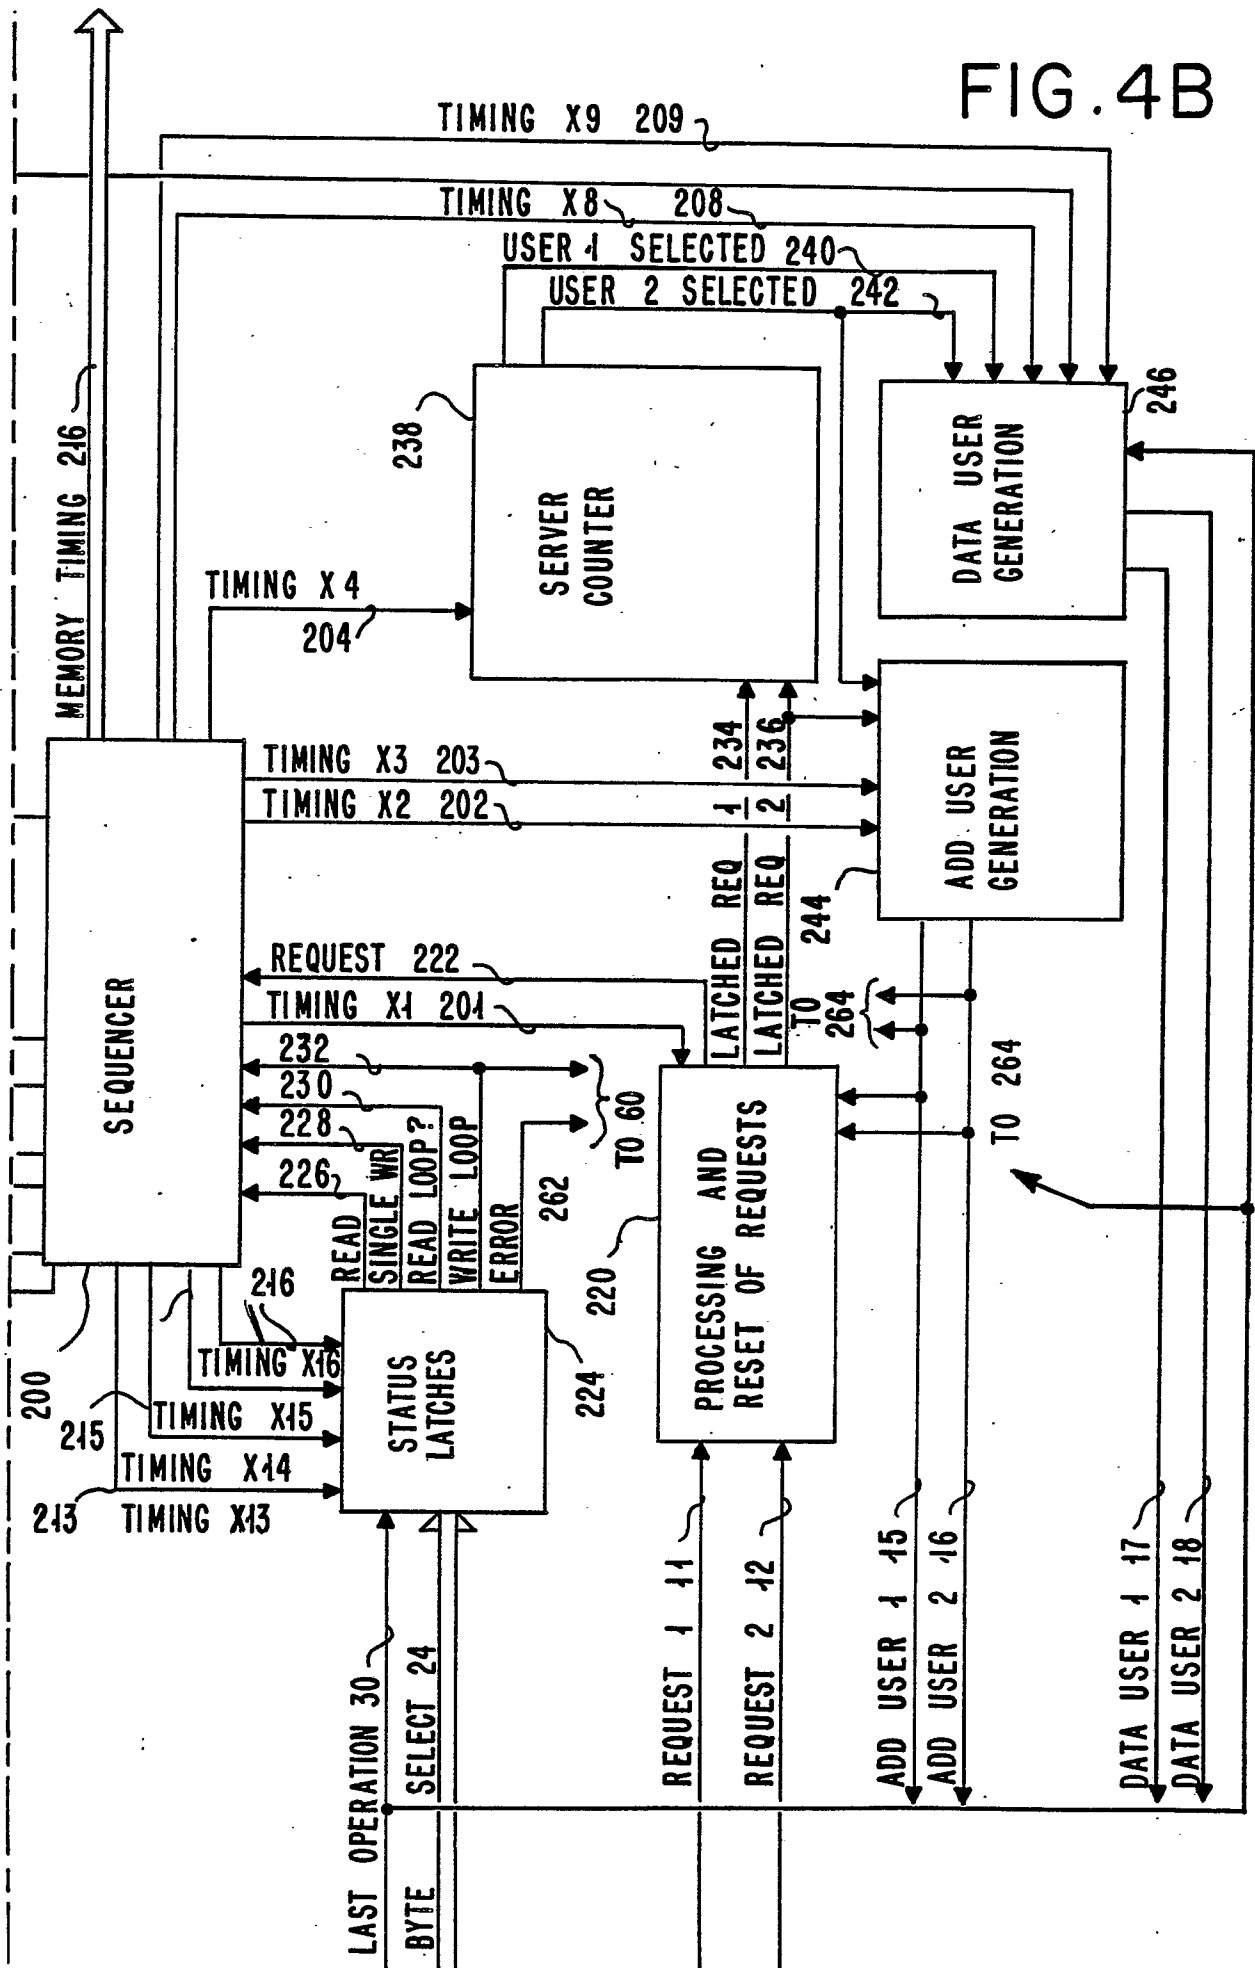 FIG. 4B
TIMING X9 209
TIMING X8 208
USER 1 SELECTED 240
USER 2 SELECTED 242
MEMORY TIMING 216
238
SERVER
COUNTER
246
DATA USER
GENERATION
TIMING X4
204
TIMING X3 203
TIMING X2 202
LATCHED REQ 1 234
LATCHED REQ 2 236
244
ADD USER
GENERATION
SEQUENCER
REQUEST 222
TIMING X1 201
232
230
228
226
TO 60
TO
264
TO 264
READ
SINGLE WR
READ LOOP?
WRITE LOOP
ERROR
262
220
PROCESSING AND
RESET OF REQUESTS
200
216
TIMING X16
215
TIMING X15
TIMING X14
213
TIMING X13
STATUS
LATCHES
224
LAST OPERATION 30
BYTE SELECT 24
REQUEST 1 11
REQUEST 2 12
ADD USER 1 15
ADD USER 2 16
DATA USER 1 17
DATA USER 2 18